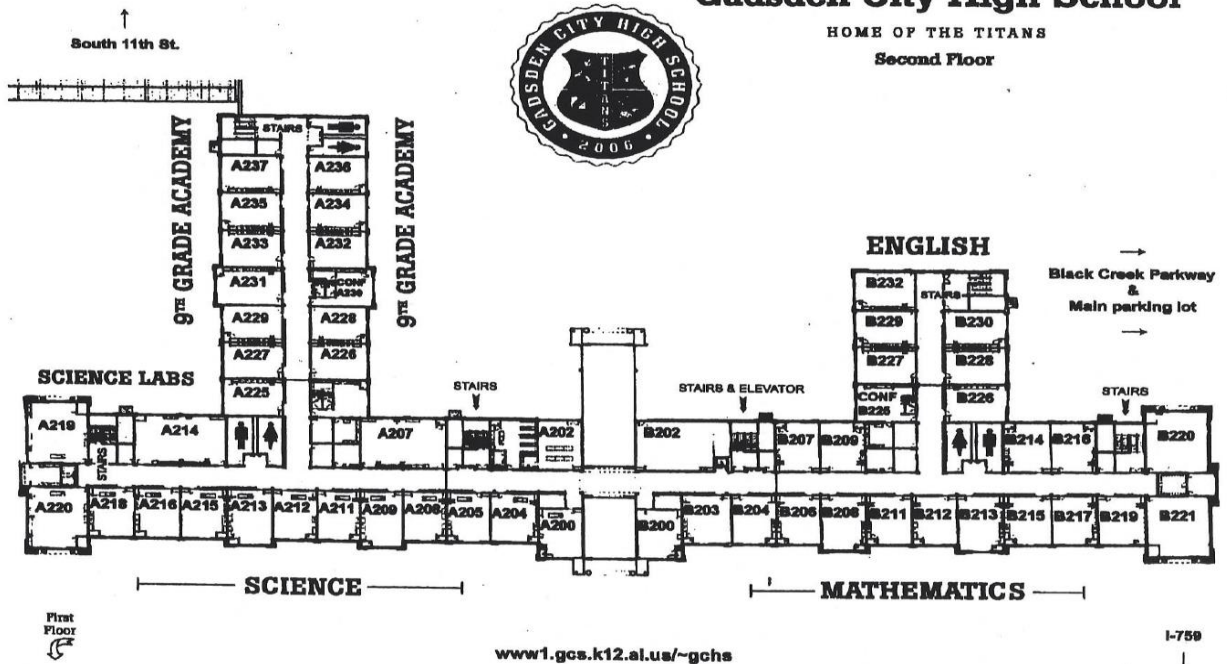 Gadsden City High School
HOME OF THE TITANS
Second Floor
South 11th St.
GADSDEN CITY HIGH SCHOOL
TITANS
• 2006 •
9TH GRADE ACADEMY
9TH GRADE ACADEMY
STAIRS
A237
A236
A235
A234
A233
A232
A231
CONF
A230
A229
A228
A227
A226
A225
ENGLISH
B232
STAIRS
B229
B230
B227
B228
CONF
B225
B226
Black Creek Parkway
&
Main parking lot
SCIENCE LABS
STAIRS
STAIRS & ELEVATOR
STAIRS
A219
STAIRS
A214
A207
A202
B202
B207
B209
B214
B216
B220
A220
A218
A216
A215
A213
A212
A211
A209
A208
A205
A204
A200
B200
B203
B204
B206
B208
B211
B212
B213
B215
B217
B219
B221
SCIENCE
MATHEMATICS
First
Floor
www1.gcs.k12.al.us/~gchs
I-759